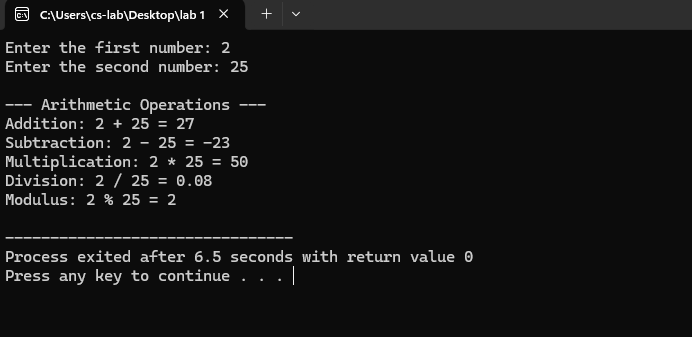 C:\Users\cs-lab\Desktop\lab 1
Enter the first number: 2
Enter the second number: 25
--- Arithmetic Operations ---
Addition: 2 + 25 = 27
Subtraction: 2 - 25 = -23
Multiplication: 2 * 25 = 50
Division: 2 / 25 = 0.08
Modulus: 2 % 25 = 2
--------------------------------
Process exited after 6.5 seconds with return value 0
Press any key to continue . . .